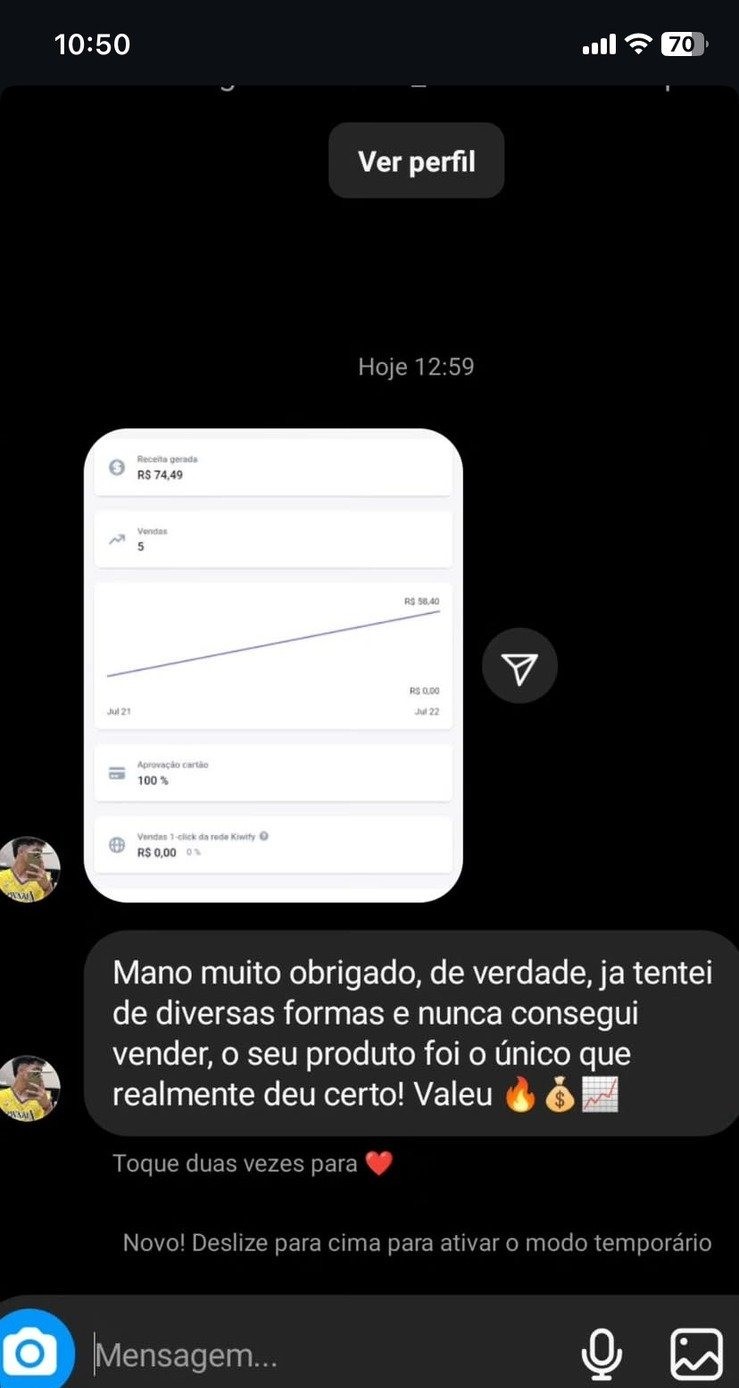 10:50
70
Ver perfil
Hoje 12:59
Receita gerada
R$ 74,49
Vendas
5
R$ 58,40
R$ 0,00
Jul 21
Jul 22
Aprovação cartão
100 %
Vendas 1-click da rede Kiwify
R$ 0,00 0 %
Mano muito obrigado, de verdade, ja tentei
de diversas formas e nunca consegui
vender, o seu produto foi o único que
realmente deu certo! Valeu 🔥💰📈
Toque duas vezes para ❤️
Novo! Deslize para cima para ativar o modo temporário
Mensagem...